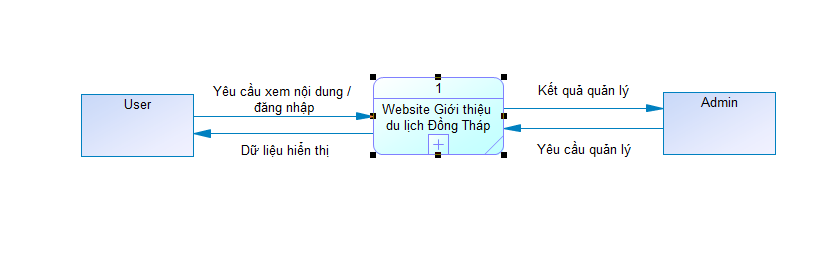 User
Yêu cầu xem nội dung /
đăng nhập
Dữ liệu hiển thị
1
Website Giới thiệu
du lịch Đồng Tháp
Kết quả quản lý
Yêu cầu quản lý
Admin